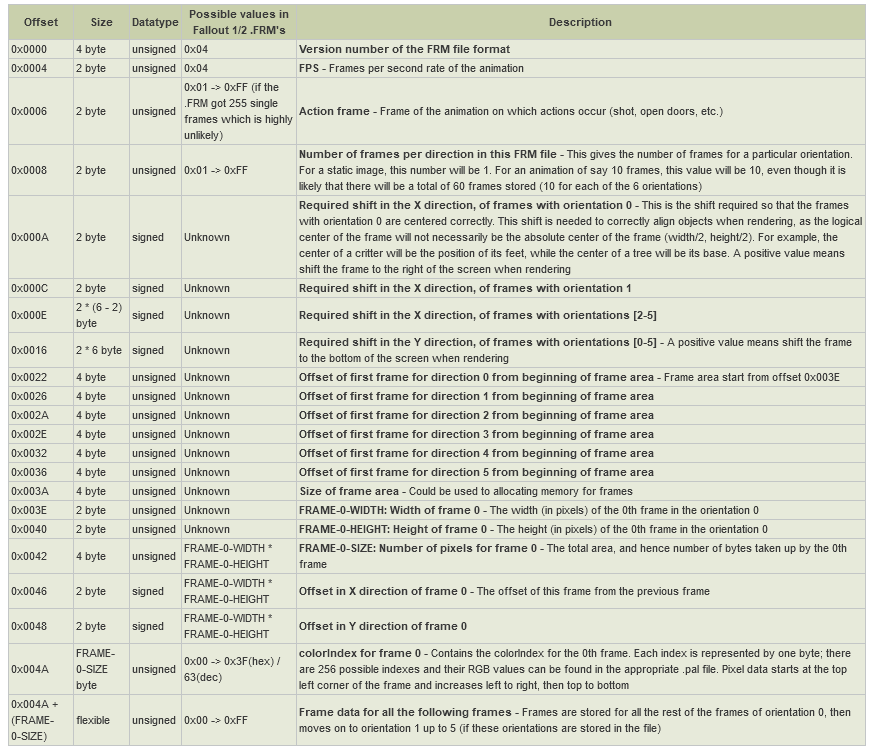 Offset Size Datatype Possible values in Fallout 1/2 .FRM's Description
0x0000 4 byte unsigned 0x04 Version number of the FRM file format
0x0004 2 byte unsigned 0x04 FPS - Frames per second rate of the animation
0x0006 2 byte unsigned
0x01 -> 0xFF (if the
.FRM got 255 single
frames which is highly
unlikely)
Action frame - Frame of the animation on which actions occur (shot, open doors, etc.)
0x0008 2 byte unsigned 0x01 -> 0xFF
Number of frames per direction in this FRM file - This gives the number of frames for a particular orientation.
For a static image, this number will be 1. For an animation of say 10 frames, this value will be 10, even though it is
likely that there will be a total of 60 frames stored (10 for each of the 6 orientations)
0x000A 2 byte signed Unknown
Required shift in the X direction, of frames with orientation 0 - This is the shift required so that the frames
with orientation 0 are centered correctly. This shift is needed to correctly align objects when rendering, as the logical
center of the frame will not necessarily be the absolute center of the frame (width/2, height/2). For example, the
center of a critter will be the position of its feet, while the center of a tree will be its base. A positive value means
shift the frame to the right of the screen when rendering
0x000C 2 byte signed Unknown Required shift in the X direction, of frames with orientation 1
0x000E
2 * (6 - 2)
byte
signed Unknown Required shift in the X direction, of frames with orientations [2-5]
0x0016 2 * 6 byte signed Unknown
Required shift in the Y direction, of frames with orientations [0-5] - A positive value means shift the frame
to the bottom of the screen when rendering
0x0022 4 byte unsigned Unknown Offset of first frame for direction 0 from beginning of frame area - Frame area start from offset 0x003E
0x0026 4 byte unsigned Unknown Offset of first frame for direction 1 from beginning of frame area
0x002A 4 byte unsigned Unknown Offset of first frame for direction 2 from beginning of frame area
0x002E 4 byte unsigned Unknown Offset of first frame for direction 3 from beginning of frame area
0x0032 4 byte unsigned Unknown Offset of first frame for direction 4 from beginning of frame area
0x0036 4 byte unsigned Unknown Offset of first frame for direction 5 from beginning of frame area
0x003A 4 byte unsigned Unknown Size of frame area - Could be used to allocating memory for frames
0x003E 2 byte unsigned Unknown FRAME-0-WIDTH: Width of frame 0 - The width (in pixels) of the 0th frame in the orientation 0
0x0040 2 byte unsigned Unknown FRAME-0-HEIGHT: Height of frame 0 - The height (in pixels) of the 0th frame in the orientation 0
0x0042 4 byte unsigned
FRAME-0-WIDTH *
FRAME-0-HEIGHT
FRAME-0-SIZE: Number of pixels for frame 0 - The total area, and hence number of bytes taken up by the 0th
frame
0x0046 2 byte signed
FRAME-0-WIDTH *
FRAME-0-HEIGHT
Offset in X direction of frame 0 - The offset of this frame from the previous frame
0x0048 2 byte signed
FRAME-0-WIDTH *
FRAME-0-HEIGHT
Offset in Y direction of frame 0
0x004A
FRAME-
0-SIZE
byte
unsigned
0x00 -> 0x3F(hex) /
63(dec)
colorIndex for frame 0 - Contains the colorIndex for the 0th frame. Each index is represented by one byte; there
are 256 possible indexes and their RGB values can be found in the appropriate .pal file. Pixel data starts at the top
left corner of the frame and increases left to right, then top to bottom
0x004A +
(FRAME-
0-SIZE)
flexible unsigned 0x00 -> 0xFF
Frame data for all the following frames - Frames are stored for all the rest of the frames of orientation 0, then
moves on to orientation 1 up to 5 (if these orientations are stored in the file)